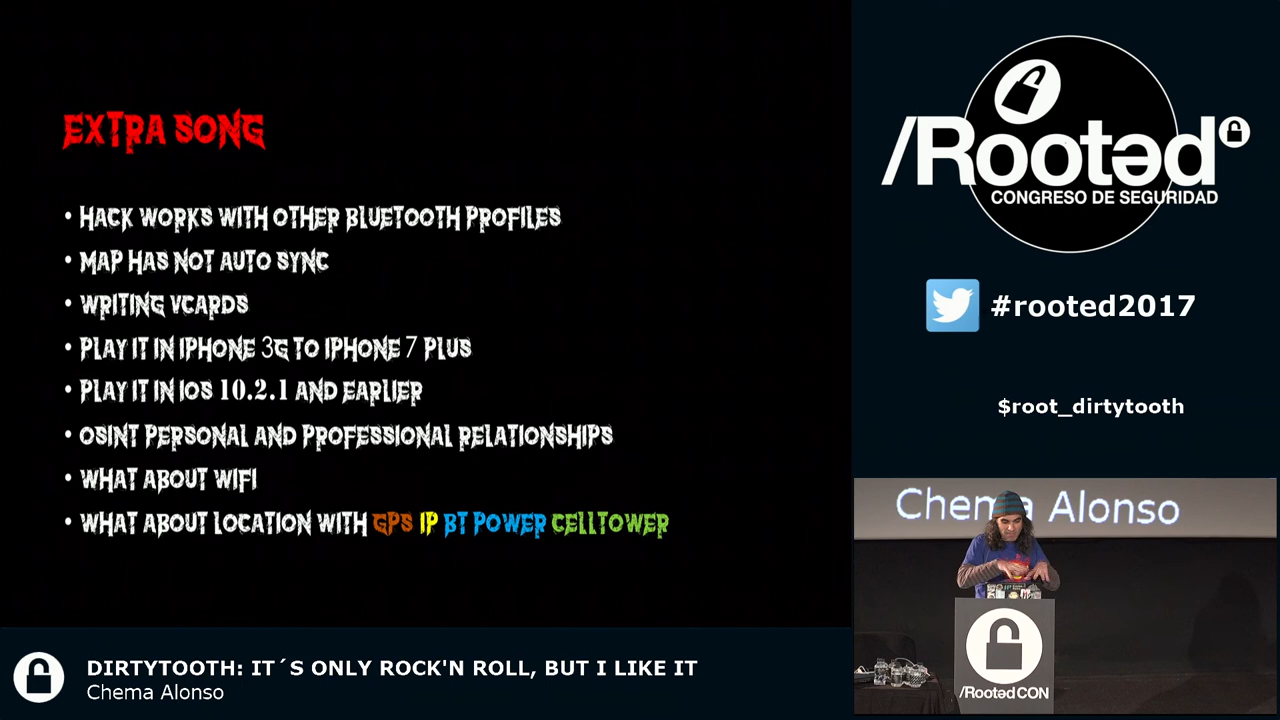 EXTRA SONG
• HACK WORKS WITH OTHER BLUETOOTH PROFILES
• MAP HAS NOT AUTO SYNC
• WRITING VCARDS
• PLAY IT IN IPHONE 3G TO IPHONE 7 PLUS
• PLAY IT IN IOS 10.2.1 AND EARLIER
• OSINT PERSONAL AND PROFESSIONAL RELATIONSHIPS
• WHAT ABOUT WIFI
• WHAT ABOUT LOCATION WITH GPS IP BT POWER CELLTOWER
/Rootəd
CONGRESO DE SEGURIDAD
#rooted2017
$root_dirtytooth
Chema Alonso
/RootedCON
DIRTYTOOTH: IT´S ONLY ROCK'N ROLL, BUT I LIKE IT
Chema Alonso